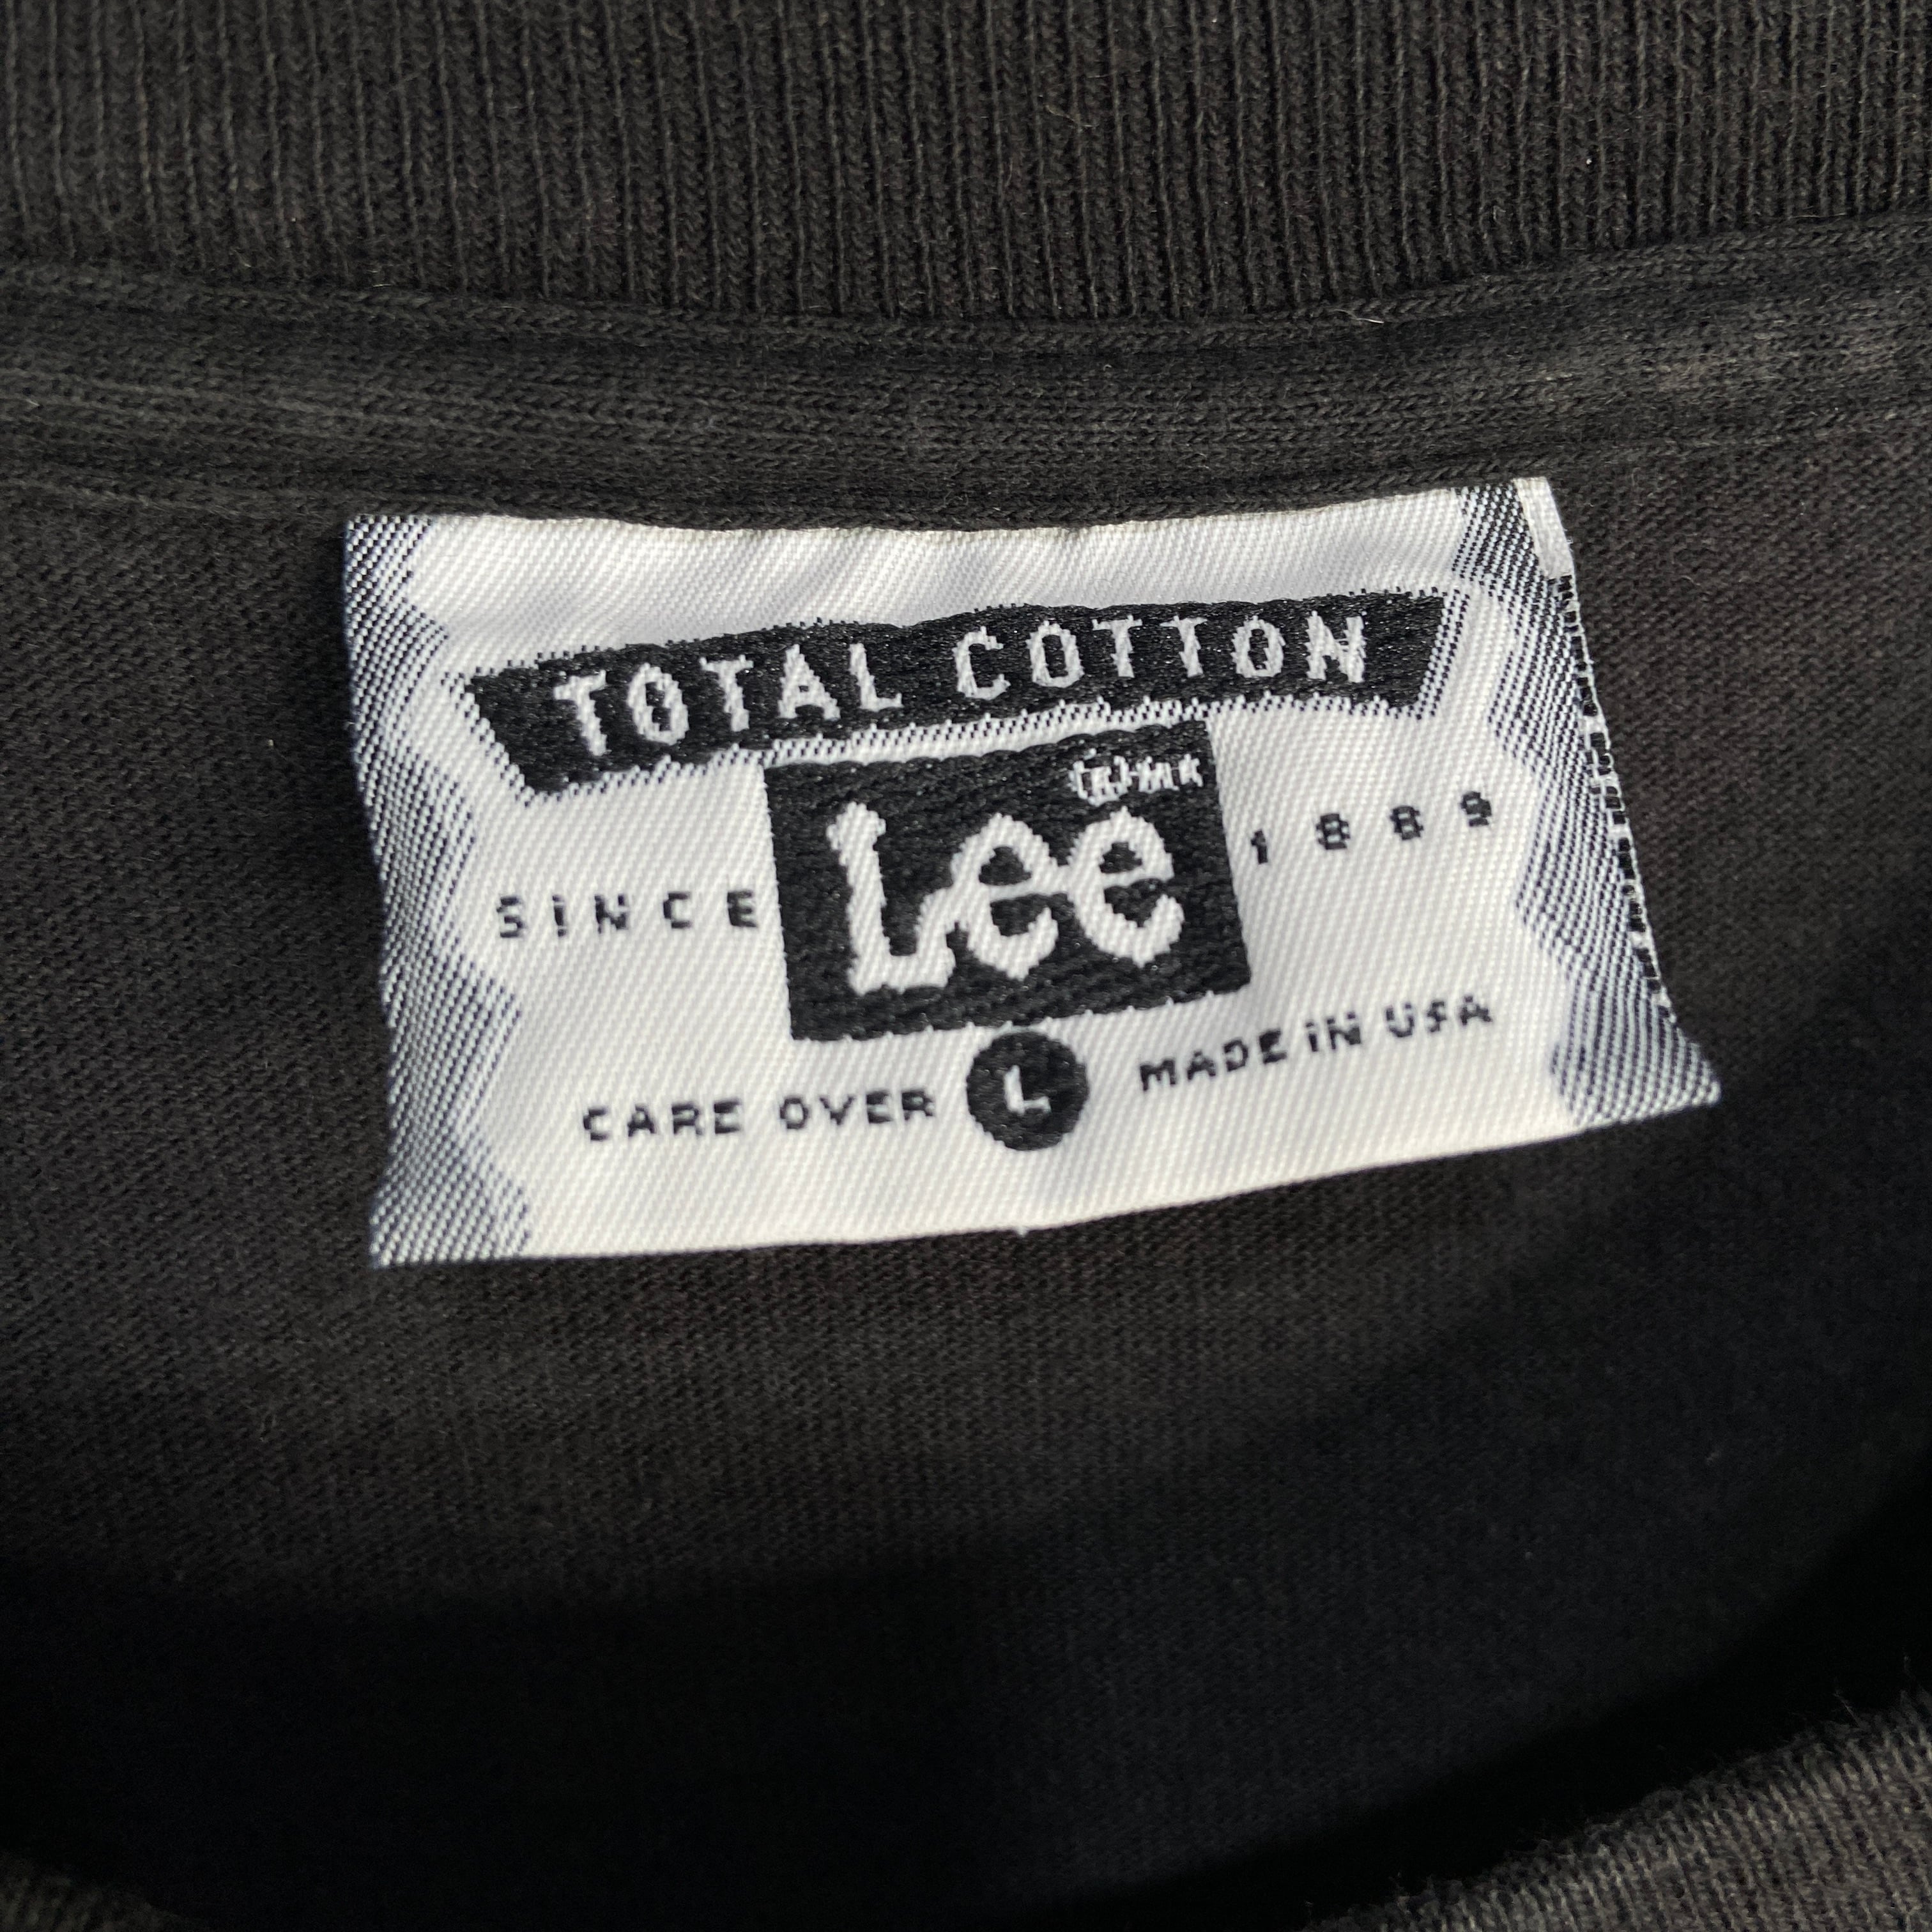 TOTAL COTTON
Lee
SINCE 1889
CARE OVER L MADE IN USA